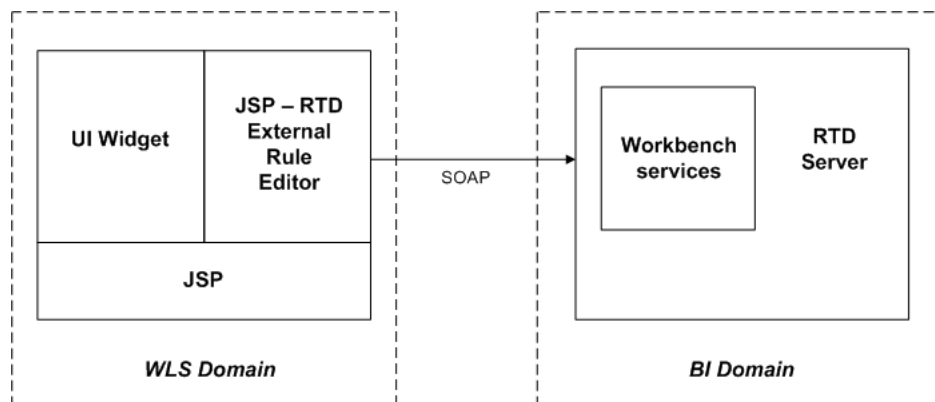 UI Widget
JSP – RTD
External
Rule
Editor
JSP
WLS Domain
SOAP
Workbench
services
RTD
Server
BI Domain